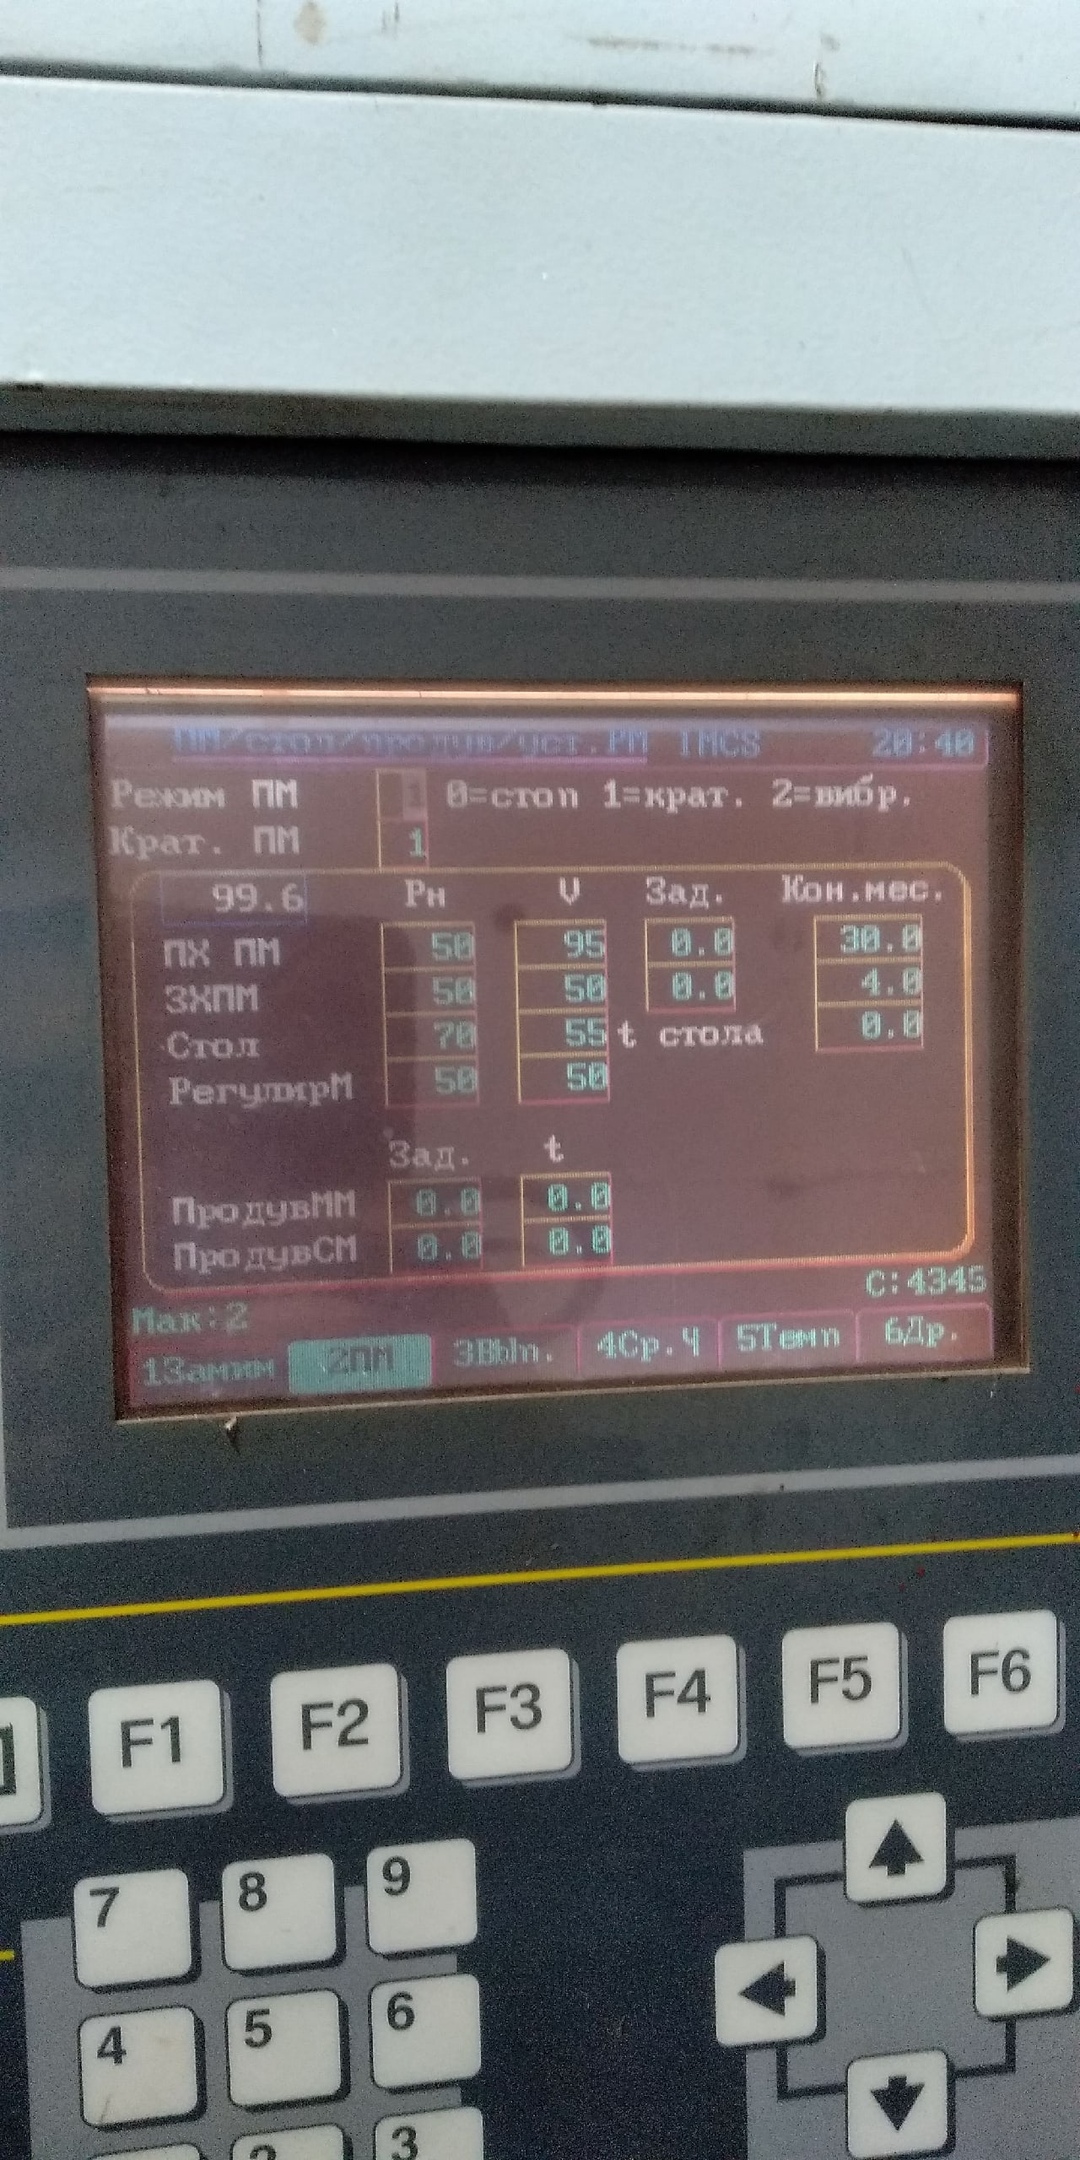 ПМ/стол/продув/уст.РМ IMCS 20:40
Режим ПМ 1 0=стоп 1=крат. 2=вибр.
Крат. ПМ 1
99.6 Рн V Зад. Кон.мес.
ПХ ПМ 50 95 0.0 30.0
ЗХПМ 50 50 0.0 4.0
Стол 70 55 t стола 0.0
РегулирМ 50 50
Зад. t
ПродувММ 0.0 0.0
ПродувСМ 0.0 0.0
С:4345
Мак:2
1Замим 2ПМ 3Вып. 4Ср.Ч 5Темп 6Др.
F1 F2 F3 F4 F5 F6
7 8 9
4 5 6
2 3